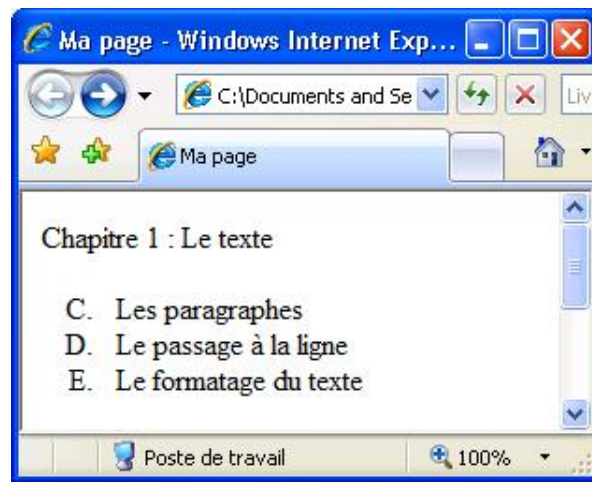 Ma page - Windows Internet Exp...
C:\Documents and Se
Liv
Ma page
Chapitre 1 : Le texte
C. Les paragraphes
D. Le passage à la ligne
E. Le formatage du texte
Poste de travail
100%